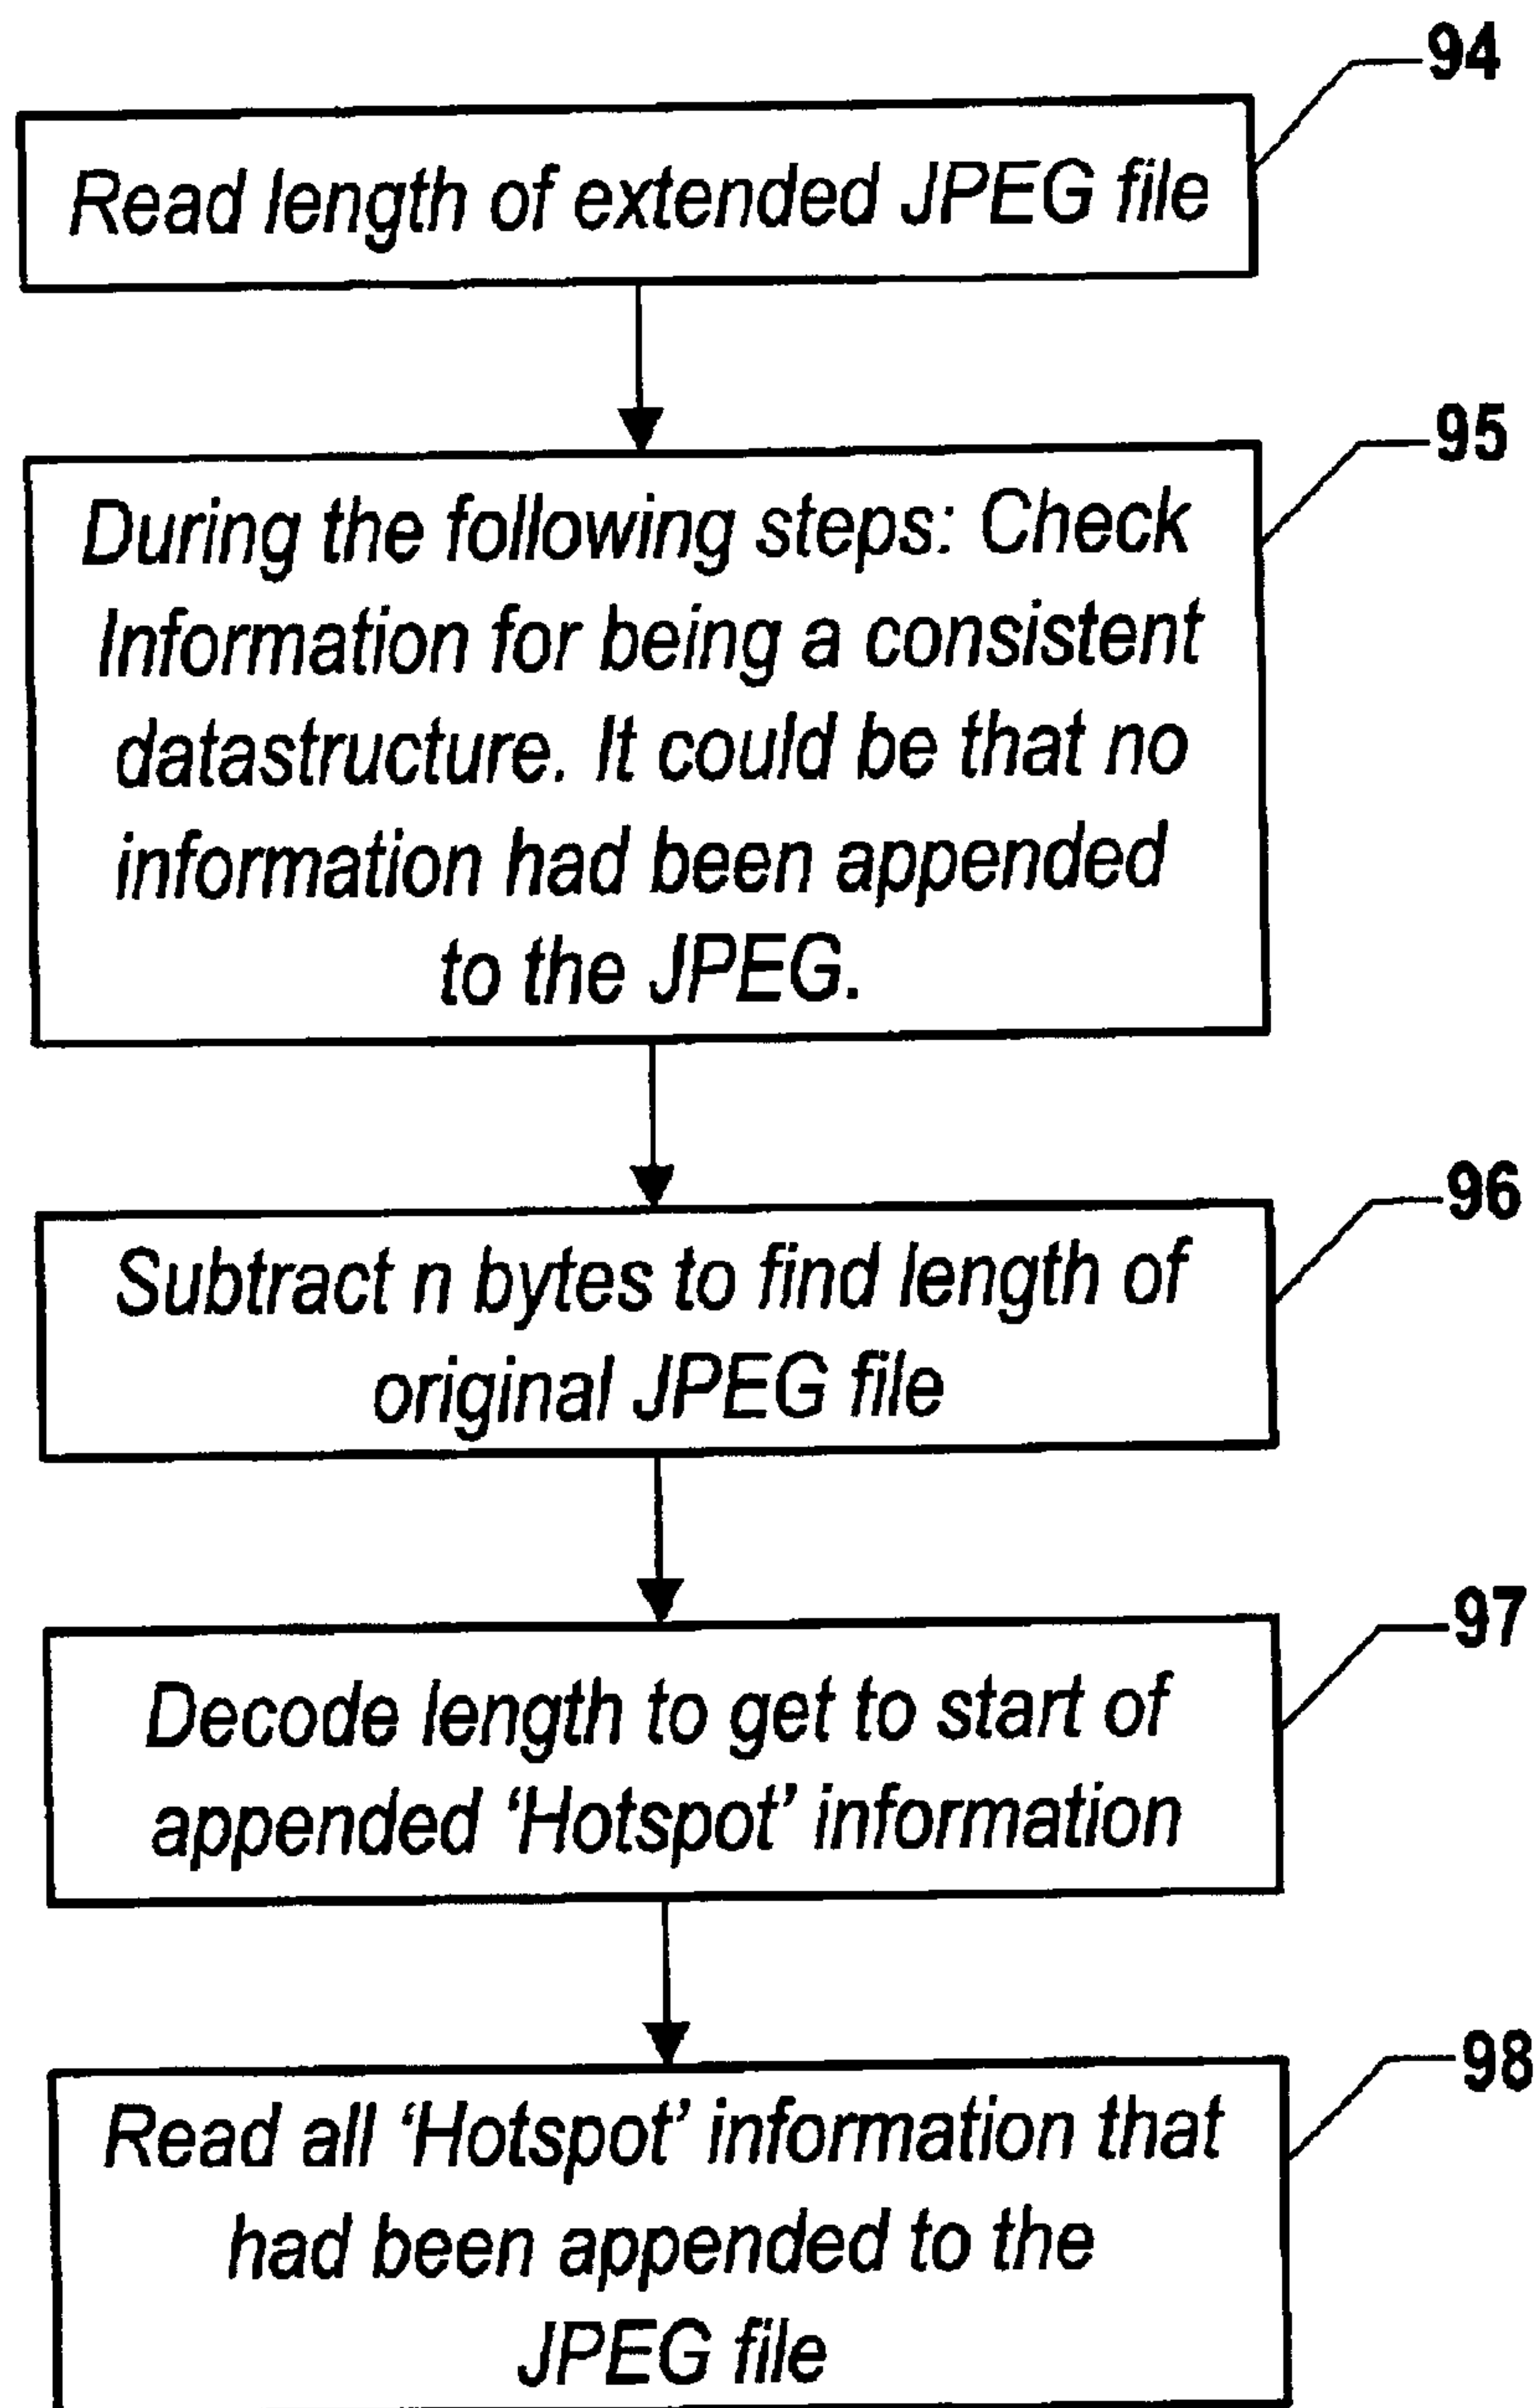 94
Read length of extended JPEG file
95
During the following steps: Check
Information for being a consistent
datastructure. It could be that no
information had been appended
to the JPEG.
96
Subtract n bytes to find length of
original JPEG file
97
Decode length to get to start of
appended ‘Hotspot’ information
98
Read all ‘Hotspot’ information that
had been appended to the
JPEG file